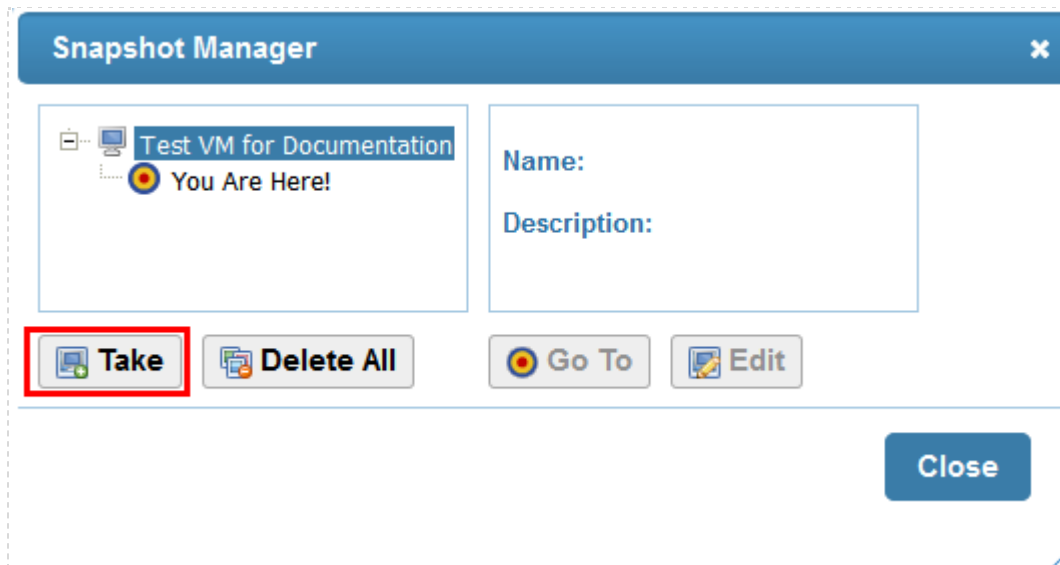 Snapshot Manager
Test VM for Documentation
You Are Here!
Name:
Description:
Take
Delete All
Go To
Edit
Close